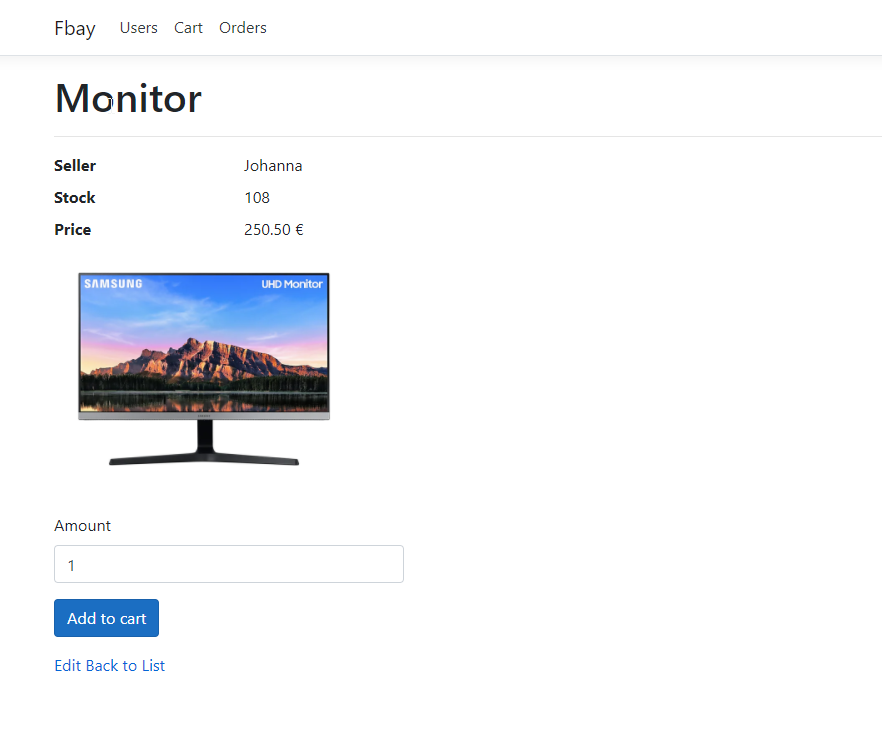 Fbay Users Cart Orders
Monitor
Seller Johanna
Stock 108
Price 250.50 €
SAMSUNG UHD Monitor
Amount
1
Add to cart
Edit Back to List